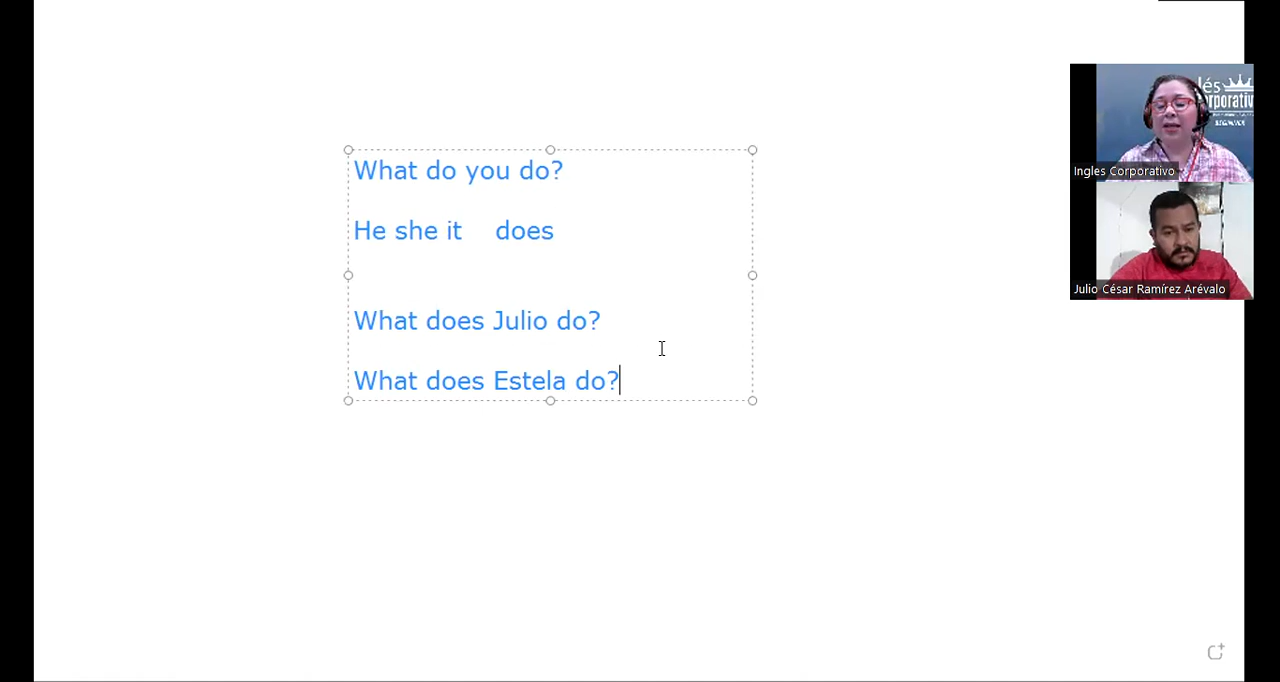 What do you do?
He she it does
What does Julio do?
What does Estela do?
Ingles Corporativo
Julio César Ramírez Arévalo